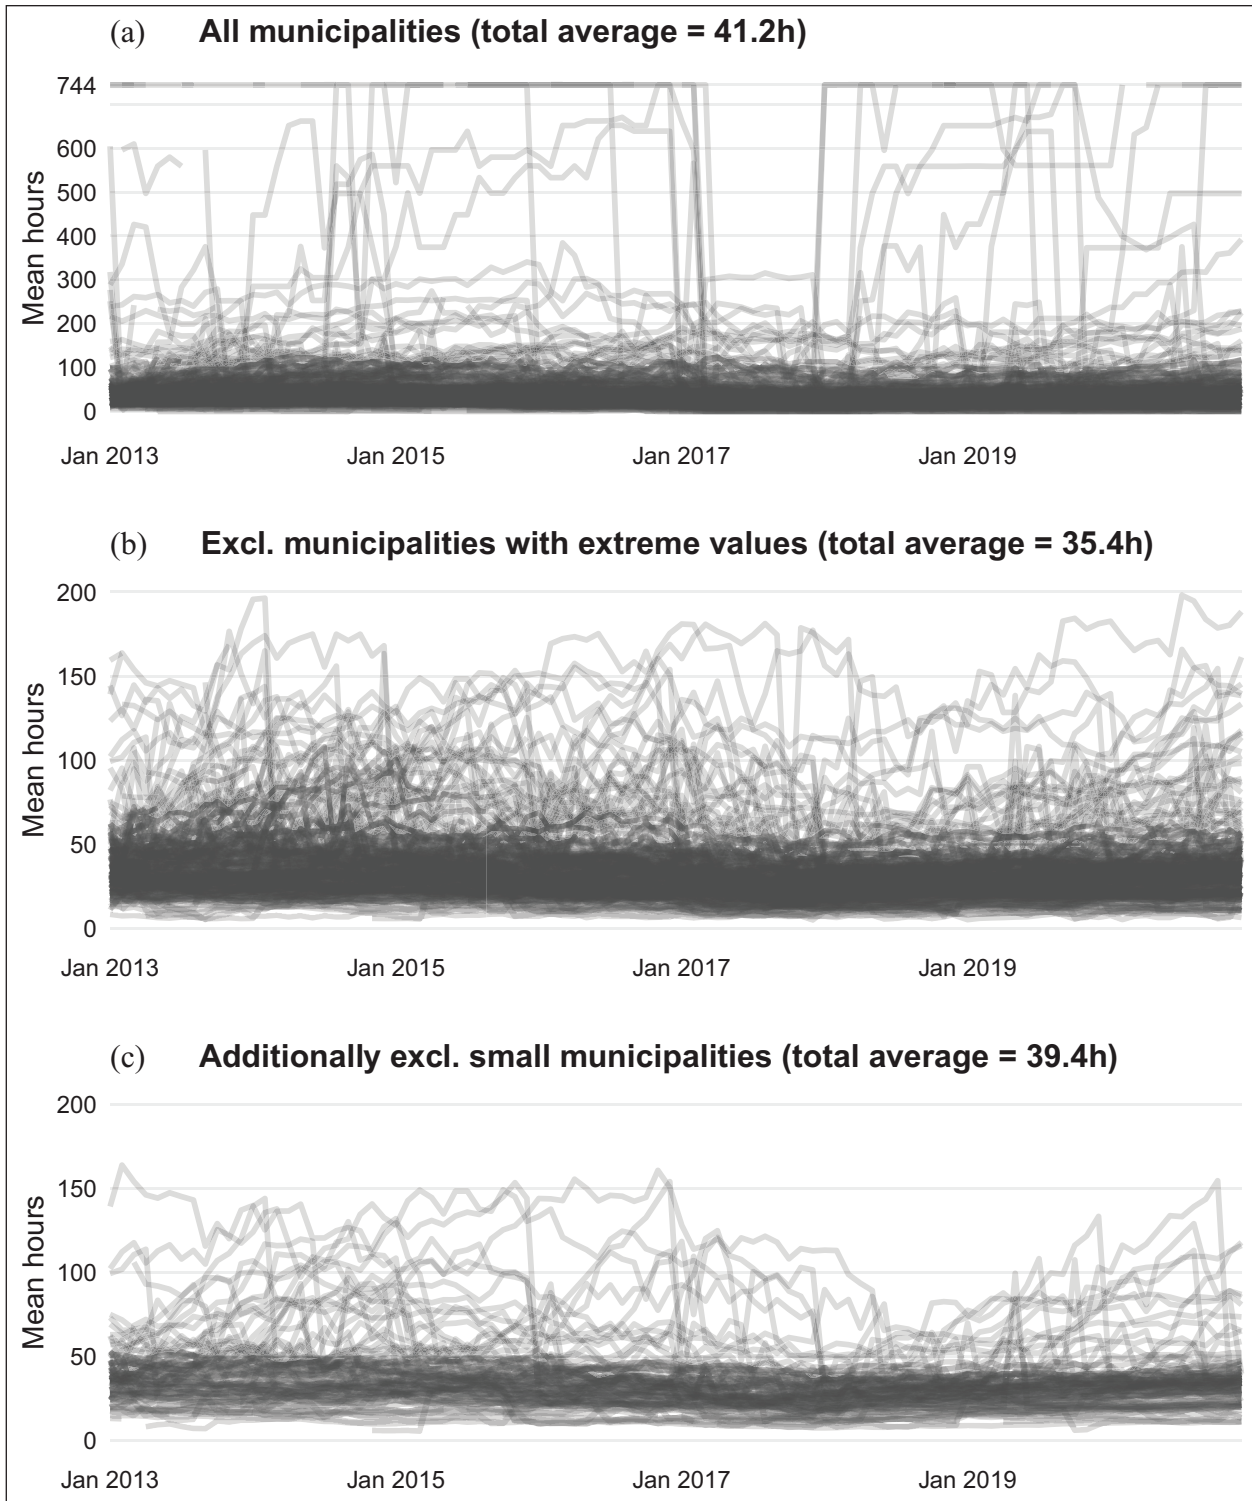 (a) All municipalities (total average = 41.2h)
744
600
500
400
300
200
100
0
Mean hours
Jan 2013 Jan 2015 Jan 2017 Jan 2019
(b) Excl. municipalities with extreme values (total average = 35.4h)
200
150
100
50
0
Mean hours
Jan 2013 Jan 2015 Jan 2017 Jan 2019
(c) Additionally excl. small municipalities (total average = 39.4h)
200
150
100
50
0
Mean hours
Jan 2013 Jan 2015 Jan 2017 Jan 2019